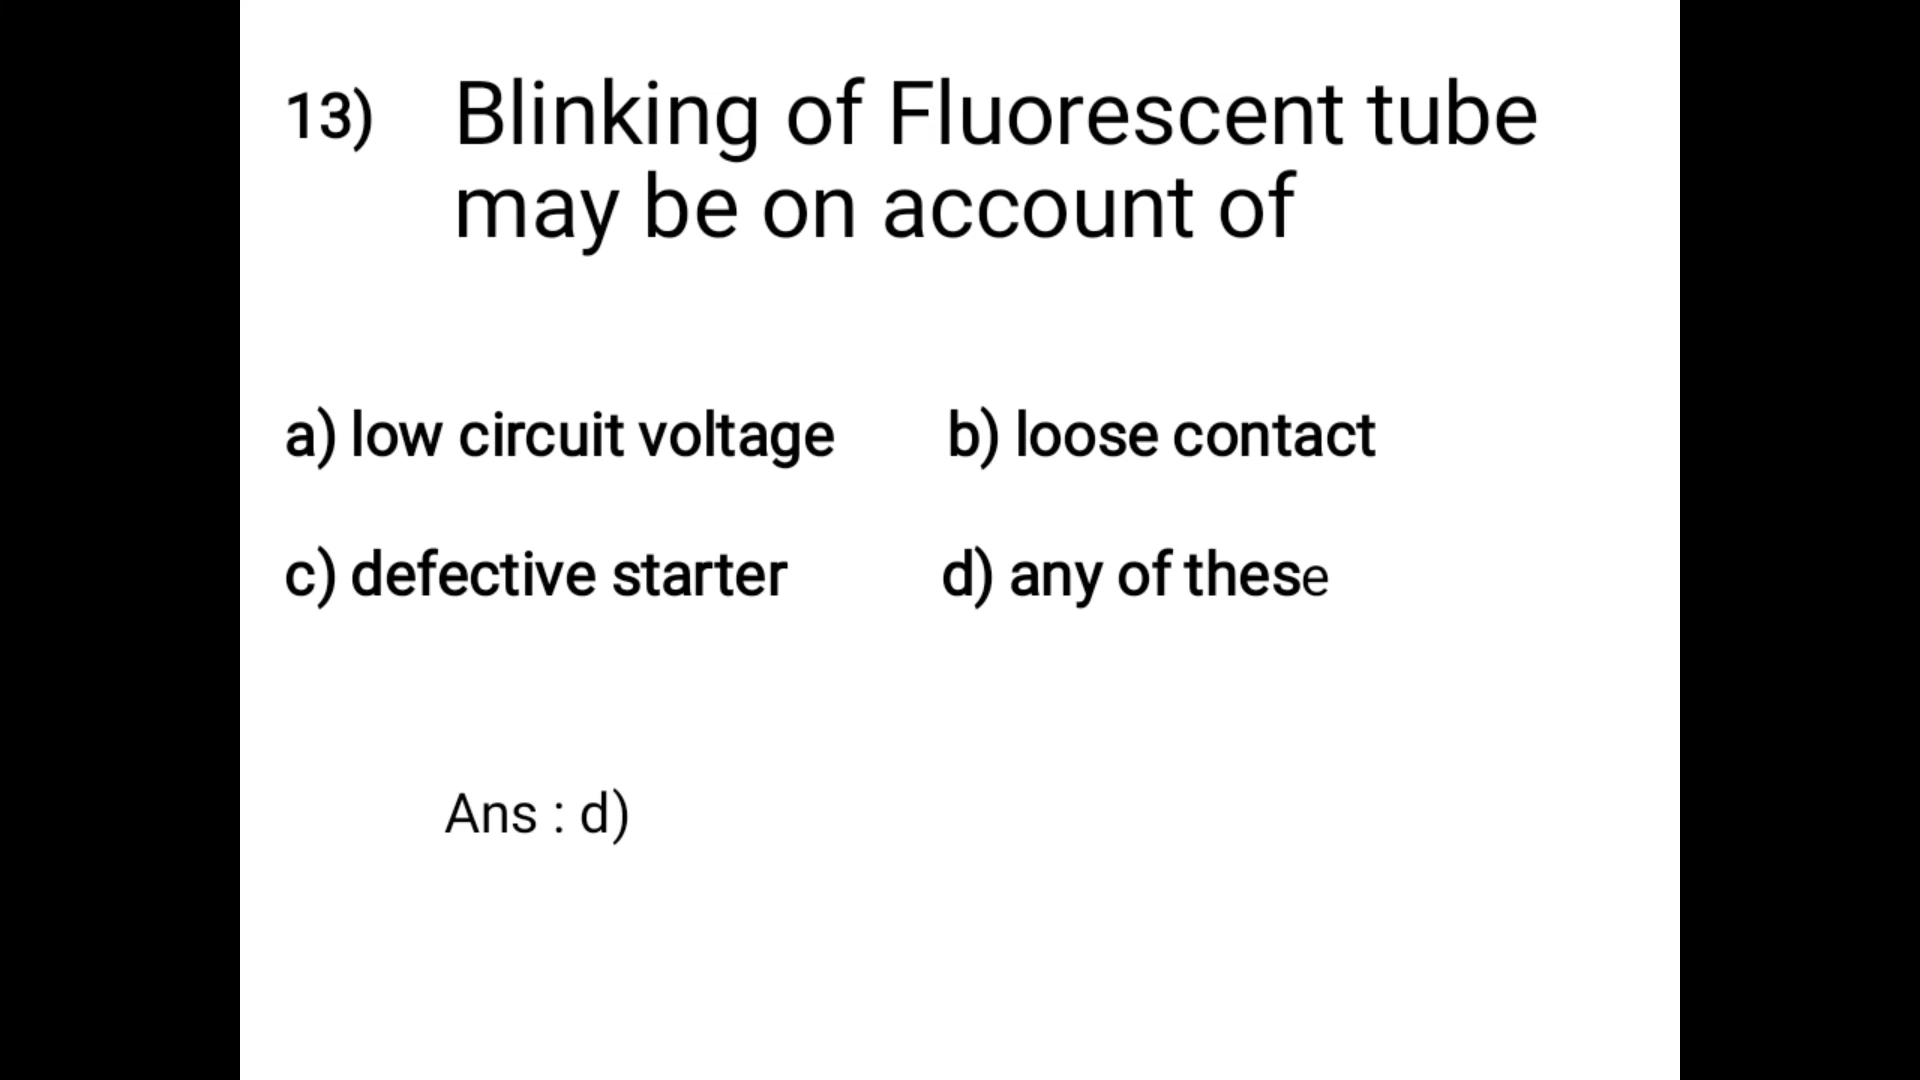 13) Blinking of Fluorescent tube
may be on account of
a) low circuit voltage b) loose contact
c) defective starter d) any of these
Ans : d)